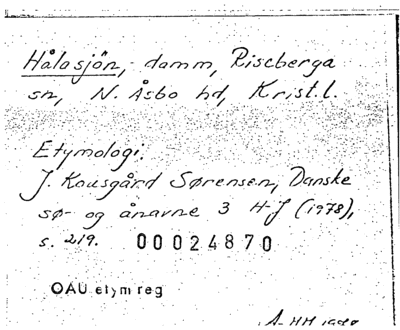 Hålasjön, damm, Riseberga
sn, N. Åsbo hd, Krist.l.
Etymologi:
J. Kousgård Sørensen, Danske
sø- og ånavne 3 H-J (1978),
s. 219. 00024870
OAU etym reg